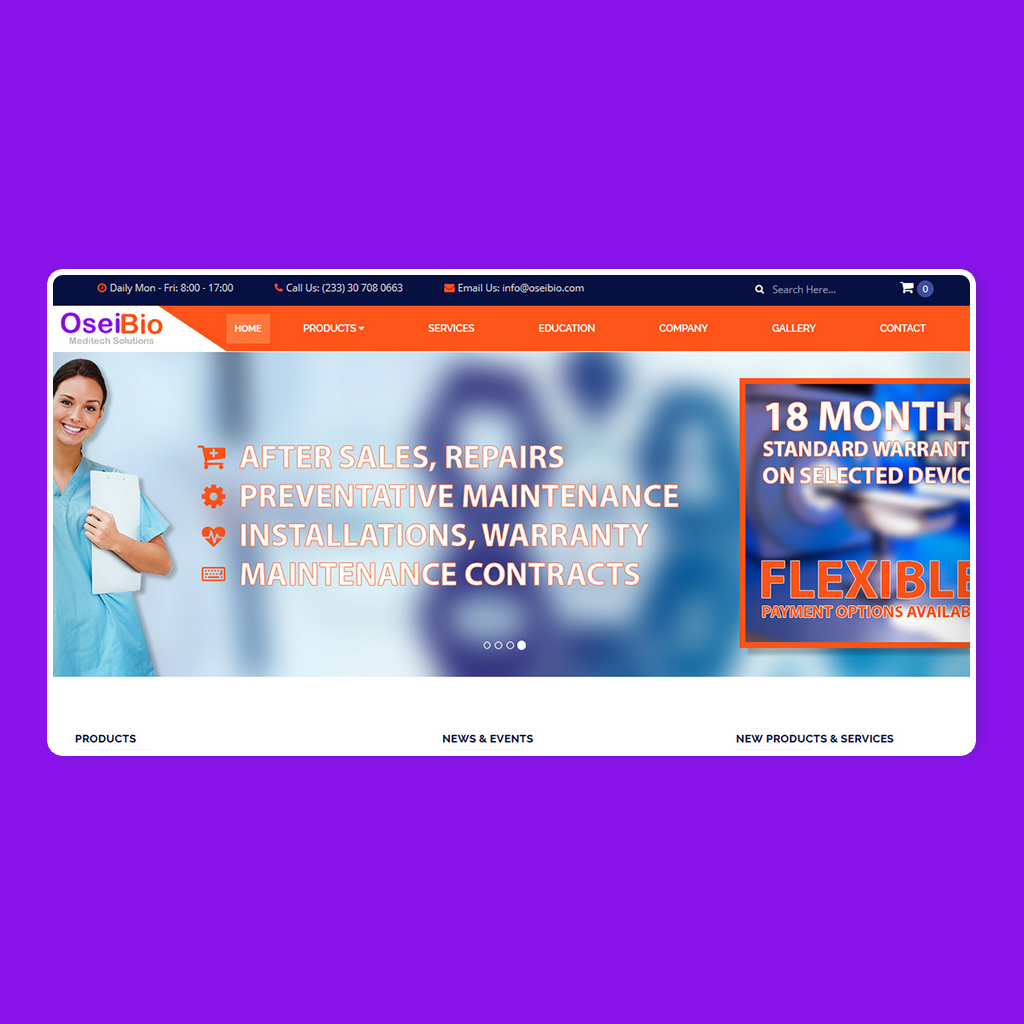 Daily Mon - Fri: 8:00 - 17:00 Call Us: (233) 30 708 0663 Email Us: info@oseibio.com Search Here... 0
OseiBio
Meditech Solutions
HOME PRODUCTS SERVICES EDUCATION COMPANY GALLERY CONTACT
AFTER SALES, REPAIRS
PREVENTATIVE MAINTENANCE
INSTALLATIONS, WARRANTY
MAINTENANCE CONTRACTS
18 MONTHS
STANDARD WARRANT
ON SELECTED DEVIC
FLEXIBLE
PAYMENT OPTIONS AVAILAB
PRODUCTS NEWS & EVENTS NEW PRODUCTS & SERVICES